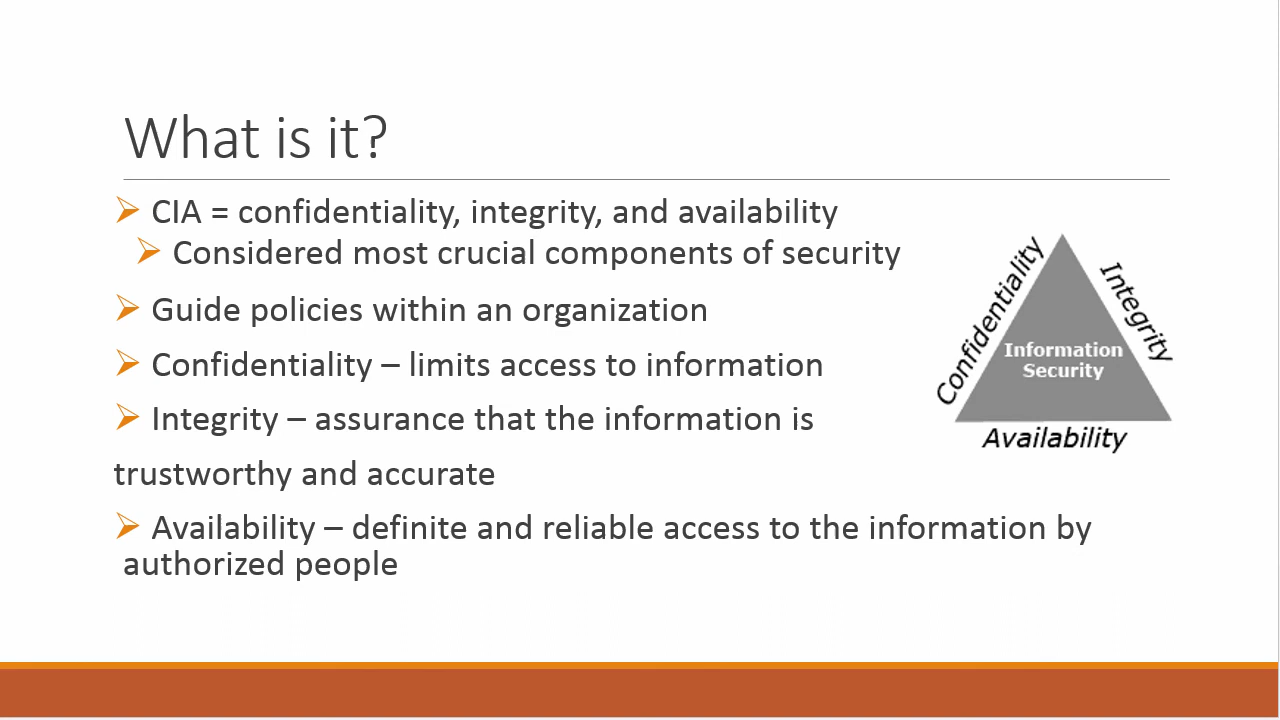 What is it?
CIA = confidentiality, integrity, and availability
Considered most crucial components of security
Guide policies within an organization
Confidentiality – limits access to information
Integrity – assurance that the information is
trustworthy and accurate
Availability – definite and reliable access to the information by
authorized people
Confidentiality
Integrity
Information
Security
Availability